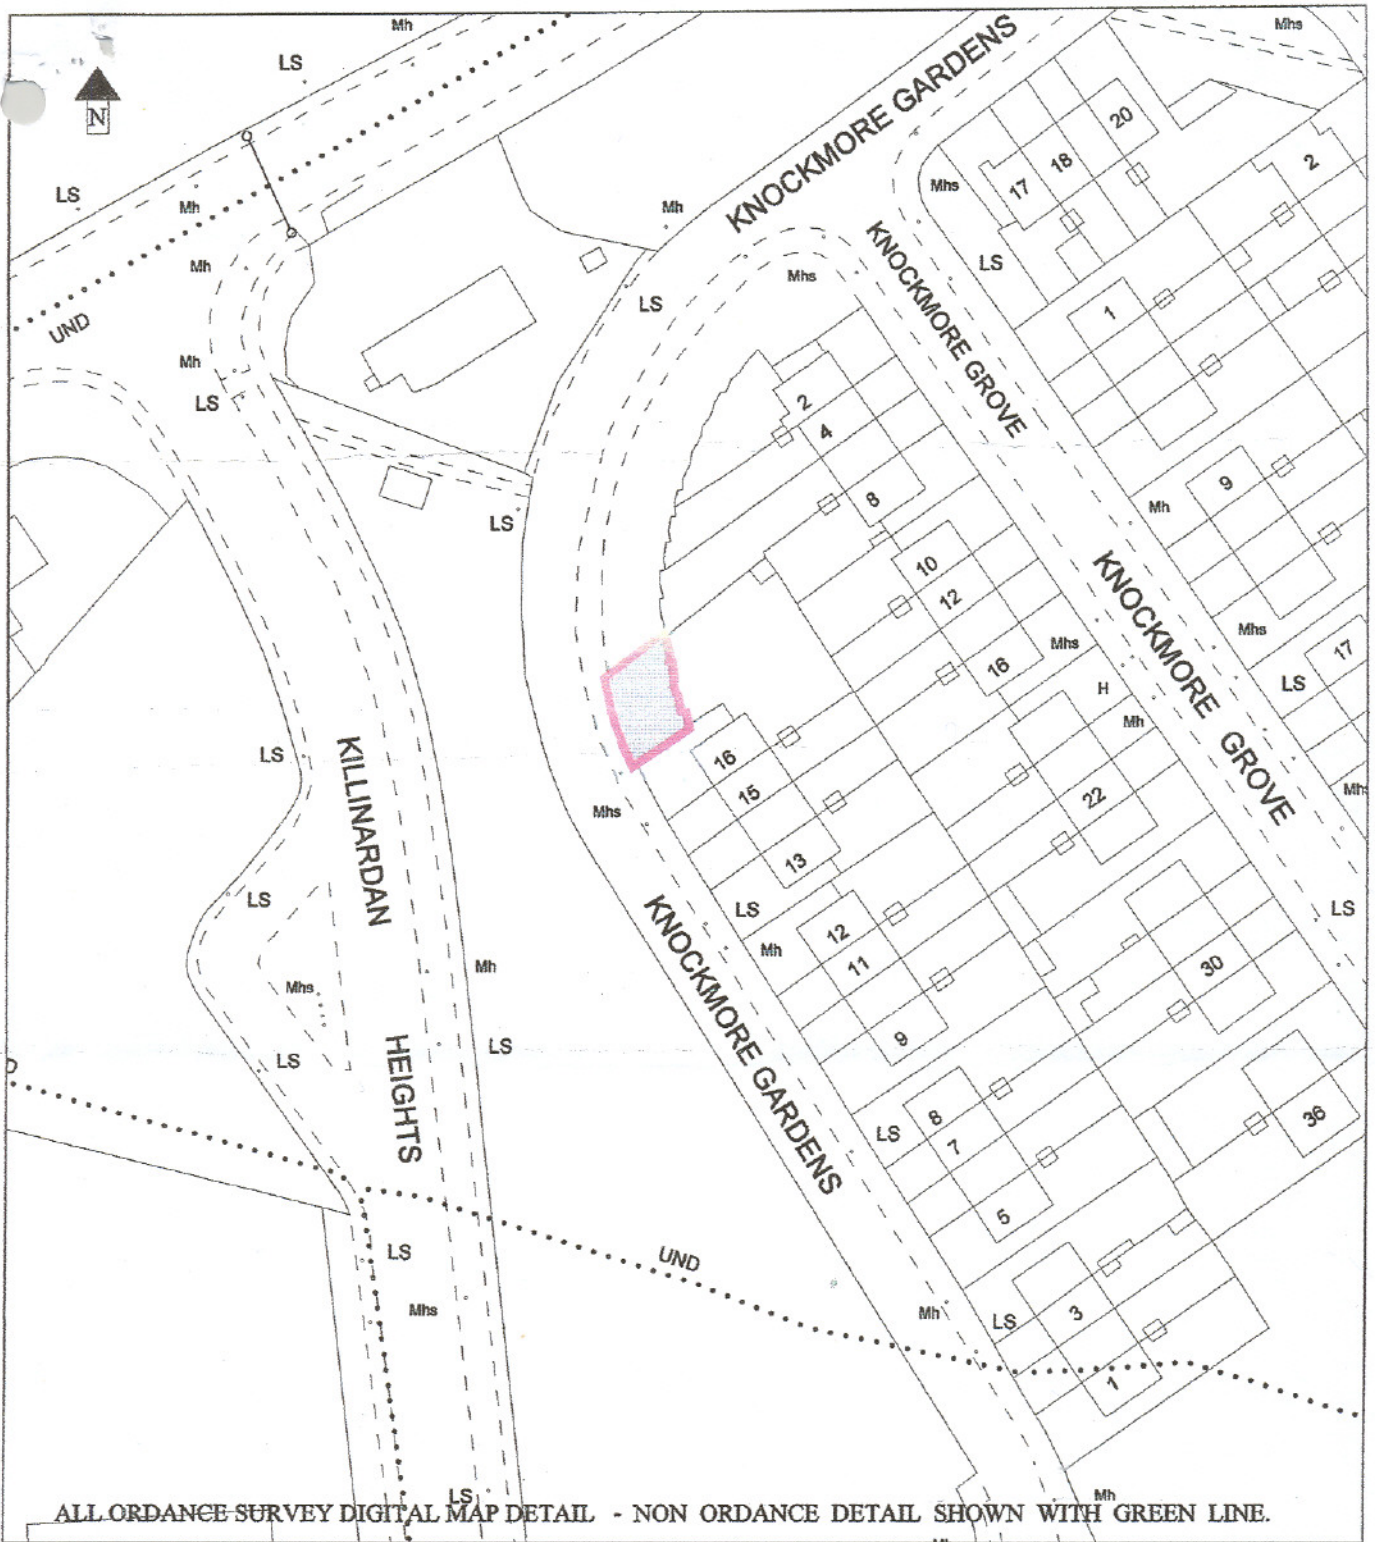 Mh
Mhs
LS
N
KNOCKMORE GARDENS
20
18
17
2
Mhs
LS
Mh
Mh
LS
Mh
UND
Mh
LS
Mhs
LS
KNOCKMORE GROVE
1
2
4
8
9
Mh
LS
10
12
16
Mhs
H
Mh
KNOCKMORE GROVE
Mhs
LS
17
16
15
13
22
Mhs
LS
KILLINARDAN
HEIGHTS
LS
Mhs
LS
Mh
LS
KNOCKMORE GARDENS
LS
Mh
12
11
9
30
LS
36
LS
8
7
5
LS
Mhs
UND
Mh
LS
3
1
LS
Mh
ALL ORDANCE SURVEY DIGITAL MAP DETAIL - NON ORDANCE DETAIL SHOWN WITH GREEN LINE.